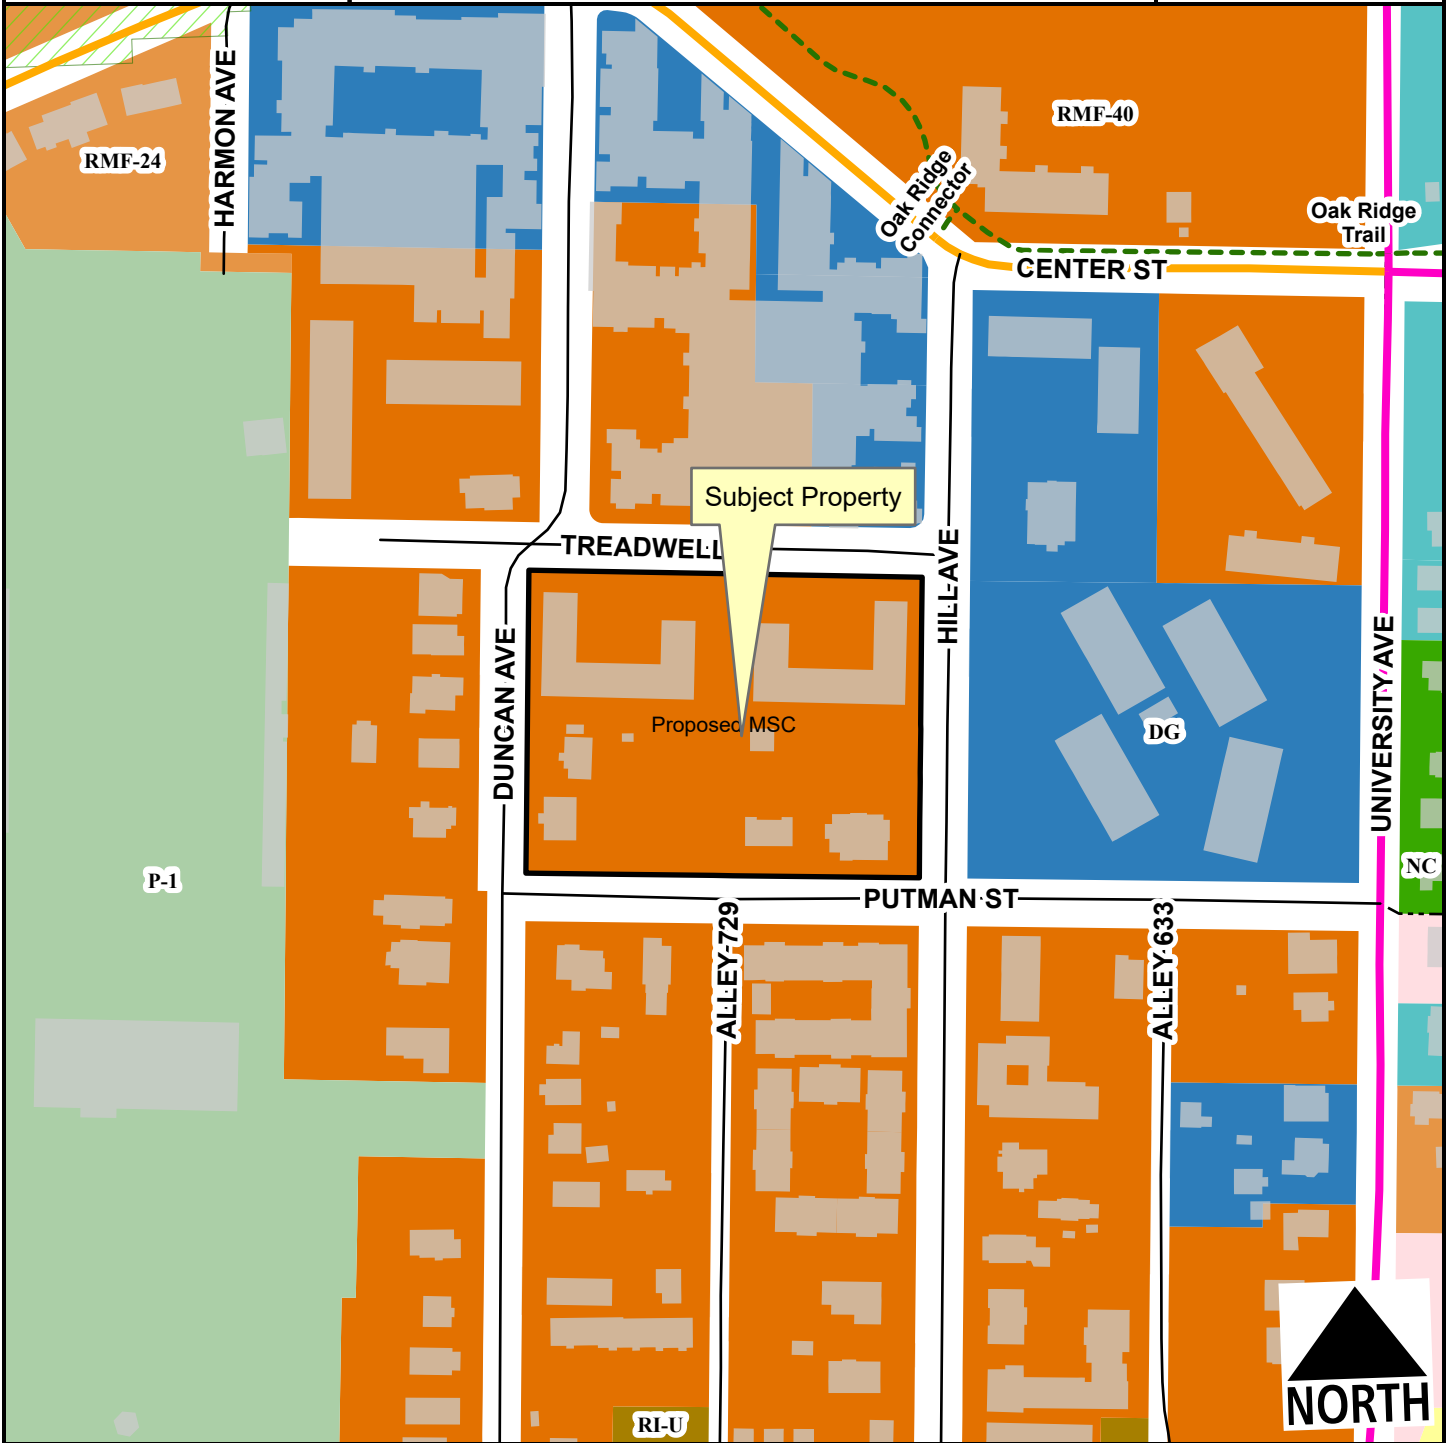 HARMON AVE
RMF-24
RMF-40
Oak Ridge
Connector
Oak Ridge
Trail
CENTER ST
Subject Property
TREADWELL
HILL AVE
DUNCAN AVE
Proposed MSC
DG
UNIVERSITY AVE
P-1
NC
PUTMAN ST
ALLEY 729
ALLEY 633
RI-U
NORTH